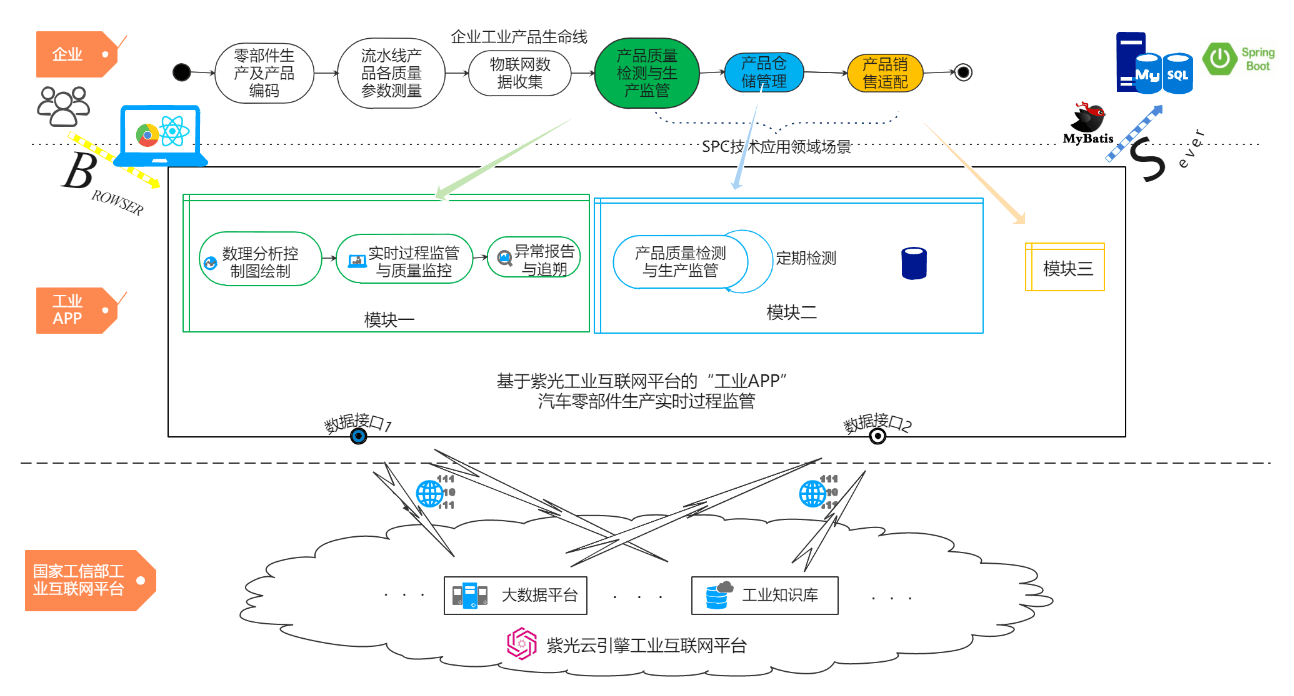 企业
企业工业产品生命线
零部件生
产及产品
编码
流水线产
品各质量
参数测量
物联网数
据收集
产品质量
检测与生
产监管
产品仓
储管理
产品销
售适配
My
SQL
Spring
Boot
MyBatis
SPC技术应用领域场景
BROWSER
Sever
数理分析控
制图绘制
实时过程监管
与质量监控
异常报告
与追朔
模块一
产品质量检测
与生产监管
定期检测
模块二
模块三
工业
APP
基于紫光工业互联网平台的“工业APP”
汽车零部件生产实时过程监管
数据接口1
数据接口2
111
10
111
111
10
111
国家工信部工
业互联网平台
· · ·
大数据平台
· · ·
工业知识库
· · ·
紫光云引擎工业互联网平台